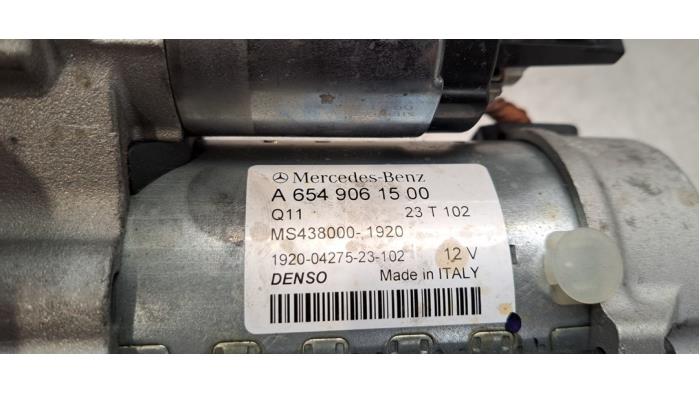 Mercedes-Benz
A 654 906 15 00
Q11 23 T 102
MS438000- 1920
1920-04275-23-102 12 V
DENSO Made in ITALY